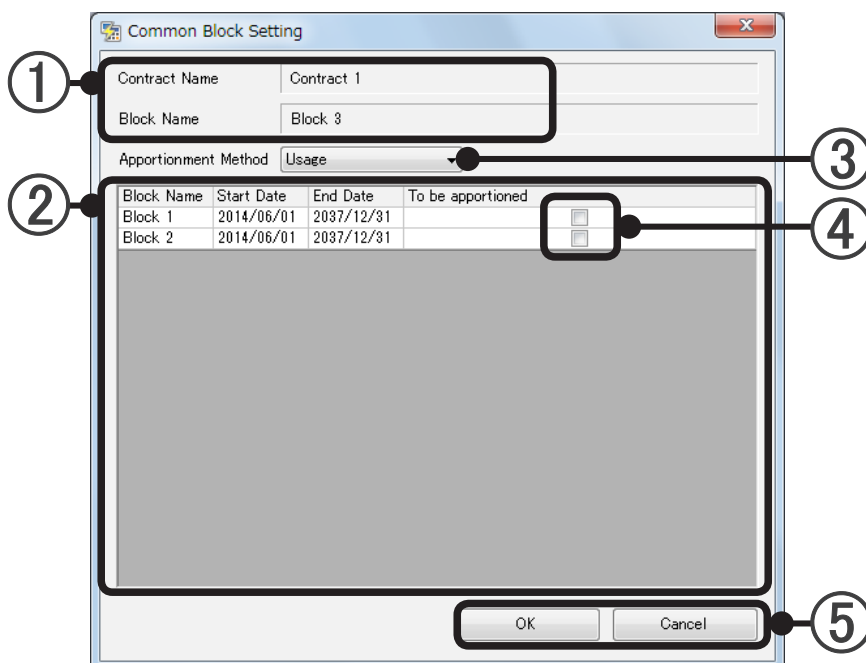 Common Block Setting
① Contract Name Contract 1
Block Name Block 3
Apportionment Method Usage ③
② Block Name Start Date End Date To be apportioned
Block 1 2014/06/01 2037/12/31 ④
Block 2 2014/06/01 2037/12/31
OK Cancel ⑤